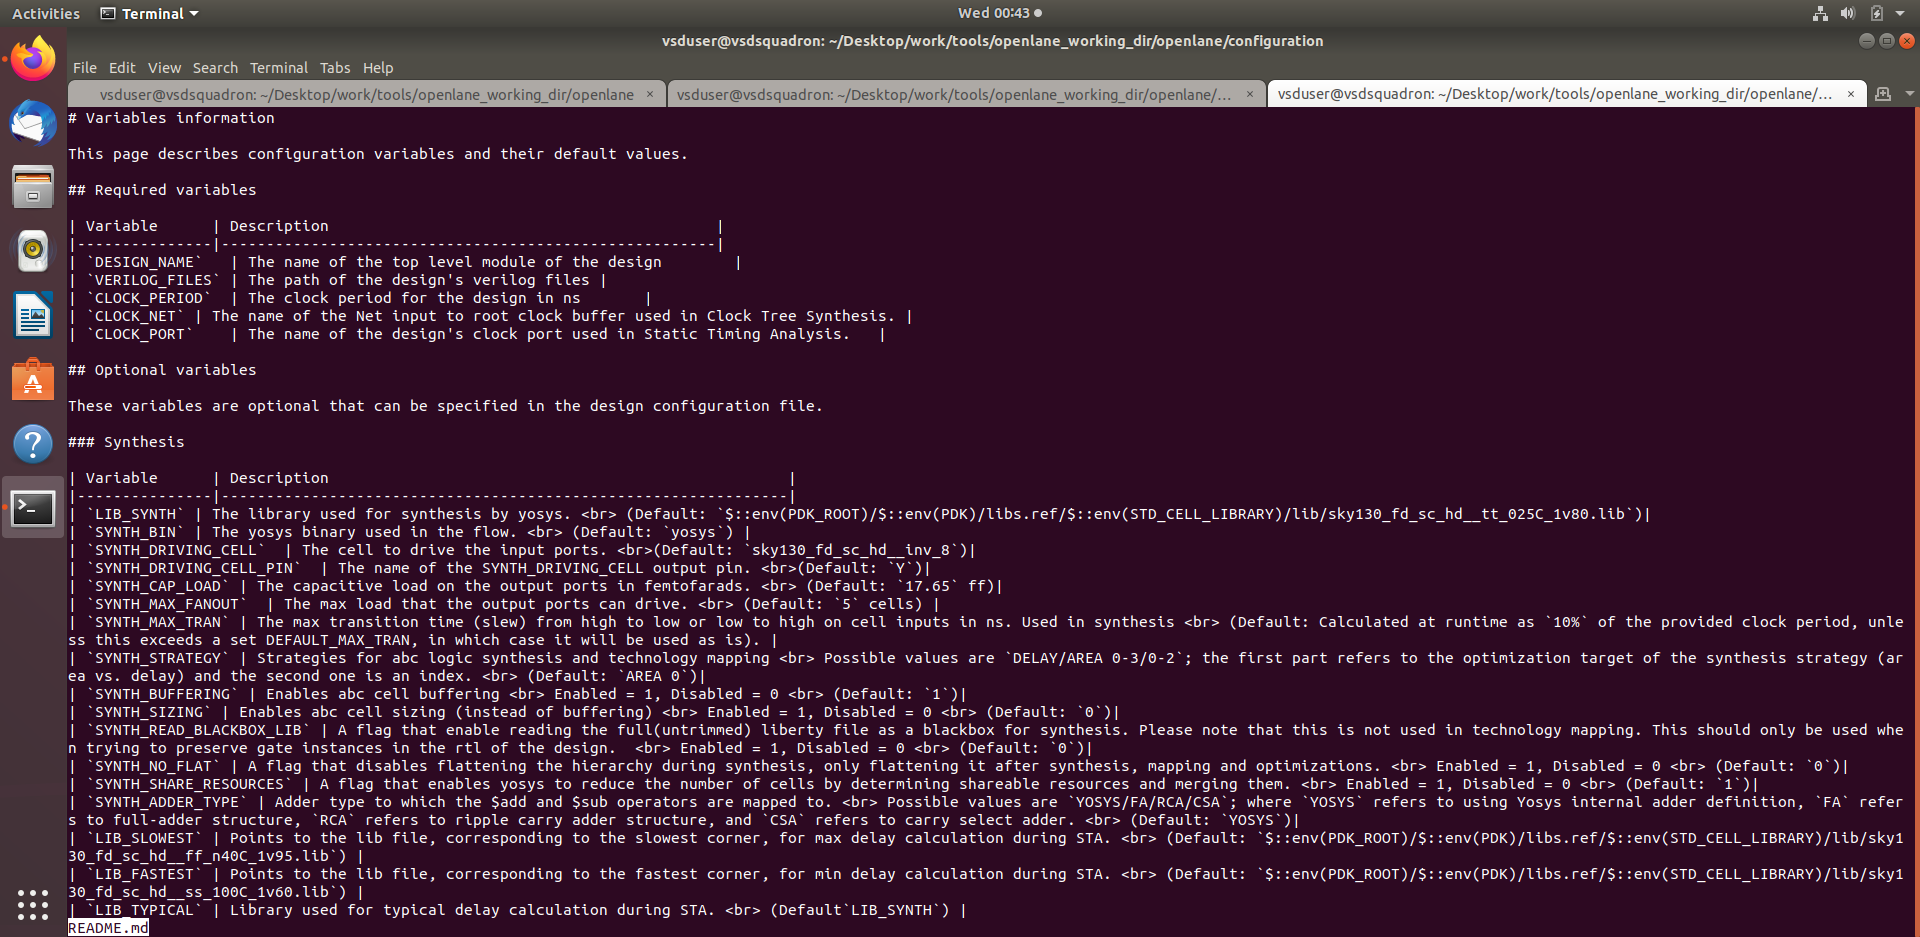 Activities
Terminal
Wed 00:43
vsduser@vsdsquadron: ~/Desktop/work/tools/openlane_working_dir/openlane/configuration
File Edit View Search Terminal Tabs Help
vsduser@vsdsquadron: ~/Desktop/work/tools/openlane_working_dir/openlane
vsduser@vsdsquadron: ~/Desktop/work/tools/openlane_working_dir/openlane/...
vsduser@vsdsquadron: ~/Desktop/work/tools/openlane_working_dir/openlane/...
# Variables information
This page describes configuration variables and their default values.
## Required variables
| Variable      | Description                                           |
|---------------|-------------------------------------------------------|
| `DESIGN_NAME`   | The name of the top level module of the design        |
| `VERILOG_FILES` | The path of the design's verilog files |
| `CLOCK_PERIOD`  | The clock period for the design in ns       |
| `CLOCK_NET` | The name of the Net input to root clock buffer used in Clock Tree Synthesis. |
| `CLOCK_PORT`    | The name of the design's clock port used in Static Timing Analysis.   |
## Optional variables
These variables are optional that can be specified in the design configuration file.
### Synthesis
| Variable      | Description                                                   |
|---------------|---------------------------------------------------------------|
| `LIB_SYNTH` | The library used for synthesis by yosys. <br> (Default: `$::env(PDK_ROOT)/$::env(PDK)/libs.ref/$::env(STD_CELL_LIBRARY)/lib/sky130_fd_sc_hd__tt_025C_1v80.lib`)|
| `SYNTH_BIN` | The yosys binary used in the flow. <br> (Default: `yosys`) |
| `SYNTH_DRIVING_CELL`  | The cell to drive the input ports. <br>(Default: `sky130_fd_sc_hd__inv_8`)|
| `SYNTH_DRIVING_CELL_PIN`  | The name of the SYNTH_DRIVING_CELL output pin. <br>(Default: `Y`)|
| `SYNTH_CAP_LOAD` | The capacitive load on the output ports in femtofarads. <br> (Default: `17.65` ff)|
| `SYNTH_MAX_FANOUT`  | The max load that the output ports can drive. <br> (Default: `5` cells) |
| `SYNTH_MAX_TRAN` | The max transition time (slew) from high to low or low to high on cell inputs in ns. Used in synthesis <br> (Default: Calculated at runtime as `10%` of the provided clock period, unle
ss this exceeds a set DEFAULT_MAX_TRAN, in which case it will be used as is). |
| `SYNTH_STRATEGY` | Strategies for abc logic synthesis and technology mapping <br> Possible values are `DELAY/AREA 0-3/0-2`; the first part refers to the optimization target of the synthesis strategy (ar
ea vs. delay) and the second one is an index. <br> (Default: `AREA 0`)|
| `SYNTH_BUFFERING` | Enables abc cell buffering <br> Enabled = 1, Disabled = 0 <br> (Default: `1`)|
| `SYNTH_SIZING` | Enables abc cell sizing (instead of buffering) <br> Enabled = 1, Disabled = 0 <br> (Default: `0`)|
| `SYNTH_READ_BLACKBOX_LIB` | A flag that enable reading the full(untrimmed) liberty file as a blackbox for synthesis. Please note that this is not used in technology mapping. This should only be used whe
n trying to preserve gate instances in the rtl of the design.  <br> Enabled = 1, Disabled = 0 <br> (Default: `0`)|
| `SYNTH_NO_FLAT` | A flag that disables flattening the hierarchy during synthesis, only flattening it after synthesis, mapping and optimizations. <br> Enabled = 1, Disabled = 0 <br> (Default: `0`)|
| `SYNTH_SHARE_RESOURCES` | A flag that enables yosys to reduce the number of cells by determining shareable resources and merging them. <br> Enabled = 1, Disabled = 0 <br> (Default: `1`)|
| `SYNTH_ADDER_TYPE` | Adder type to which the $add and $sub operators are mapped to. <br> Possible values are `YOSYS/FA/RCA/CSA`; where `YOSYS` refers to using Yosys internal adder definition, `FA` refer
s to full-adder structure, `RCA` refers to ripple carry adder structure, and `CSA` refers to carry select adder. <br> (Default: `YOSYS`)|
| `LIB_SLOWEST` | Points to the lib file, corresponding to the slowest corner, for max delay calculation during STA. <br> (Default: `$::env(PDK_ROOT)/$::env(PDK)/libs.ref/$::env(STD_CELL_LIBRARY)/lib/sky1
30_fd_sc_hd__ff_n40C_1v95.lib`) |
| `LIB_FASTEST` | Points to the lib file, corresponding to the fastest corner, for min delay calculation during STA. <br> (Default: `$::env(PDK_ROOT)/$::env(PDK)/libs.ref/$::env(STD_CELL_LIBRARY)/lib/sky1
30_fd_sc_hd__ss_100C_1v60.lib`) |
| `LIB_TYPICAL` | Library used for typical delay calculation during STA. <br> (Default`LIB_SYNTH`) |
README.md